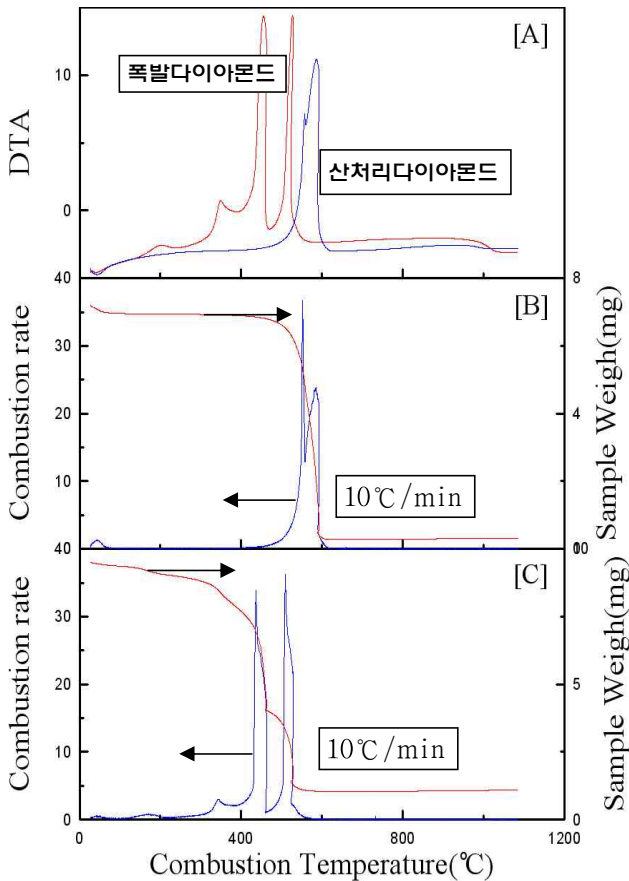 [A]
폭발다이아몬드
산처리다이아몬드
DTA
10
0
40
8
[B]
Combustion rate
Sample Weigh(mg)
30
20
10
0
4
0
10℃/min
40
10
[C]
Combustion rate
Sample Weigh(mg)
30
20
10
0
5
0
10℃/min
0
400
800
1200
Combustion Temperature(℃)